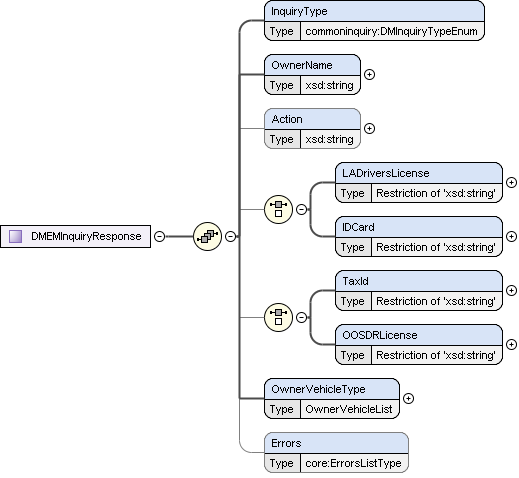 InquiryType
Type commoninquiry:DMInquiryTypeEnum
OwnerName
Type xsd:string
Action
Type xsd:string
LADriversLicense
Type Restriction of 'xsd:string'
IDCard
Type Restriction of 'xsd:string'
DMEMInquiryResponse
TaxId
Type Restriction of 'xsd:string'
OOSDRLicense
Type Restriction of 'xsd:string'
OwnerVehicleType
Type OwnerVehicleList
Errors
Type core:ErrorsListType